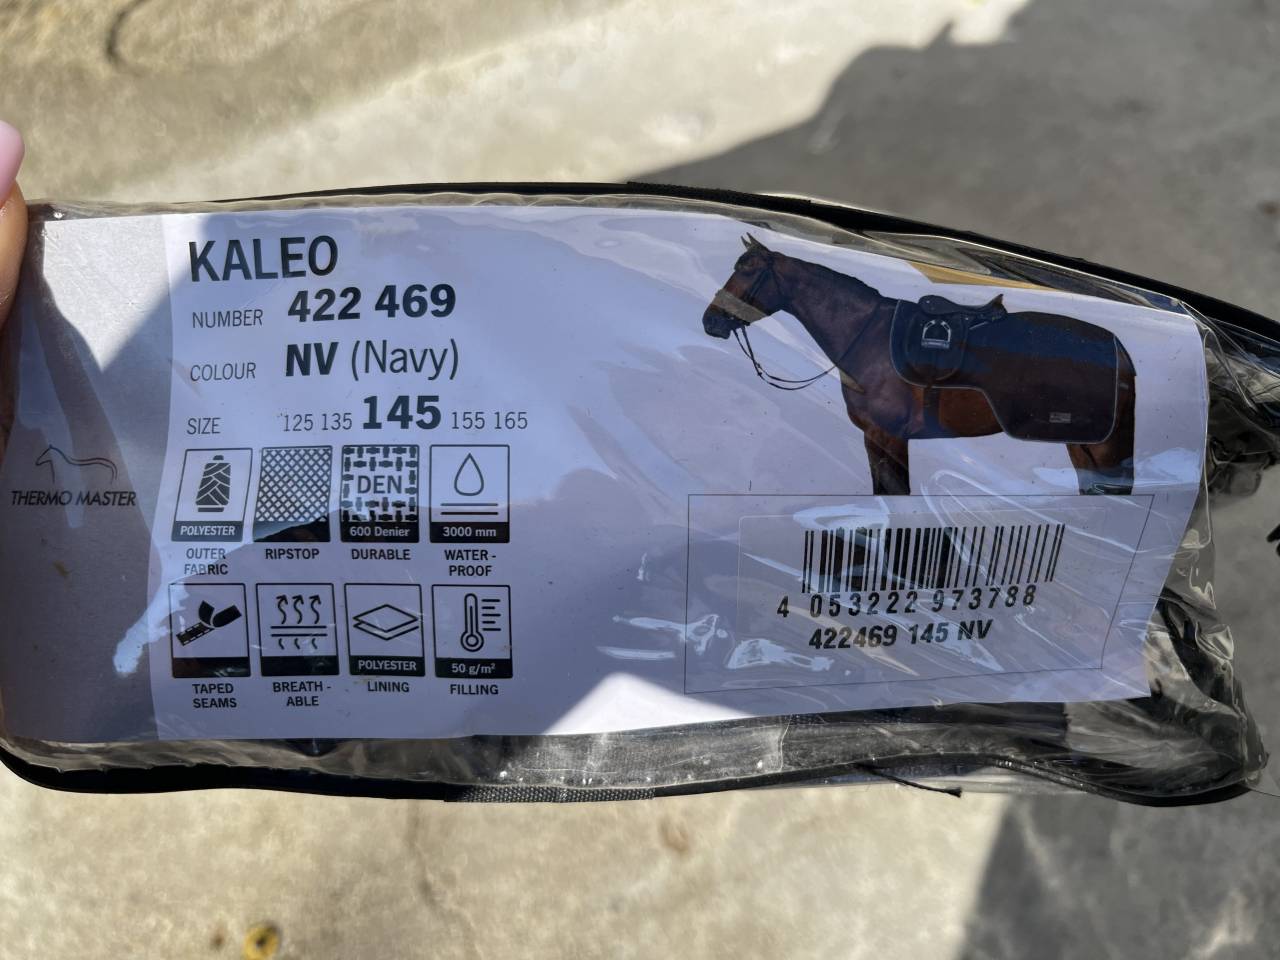 KALEO
NUMBER 422 469
COLOUR NV (Navy)
SIZE 125 135 145 155 165
THERMO MASTER
POLYESTER
OUTER
FABRIC
RIPSTOP
DEN
600 Denier
DURABLE
3000 mm
WATER-
PROOF
TAPED
SEAMS
BREATH-
ABLE
POLYESTER
LINING
50 g/m²
FILLING
4 053222 973788
422469 145 NV